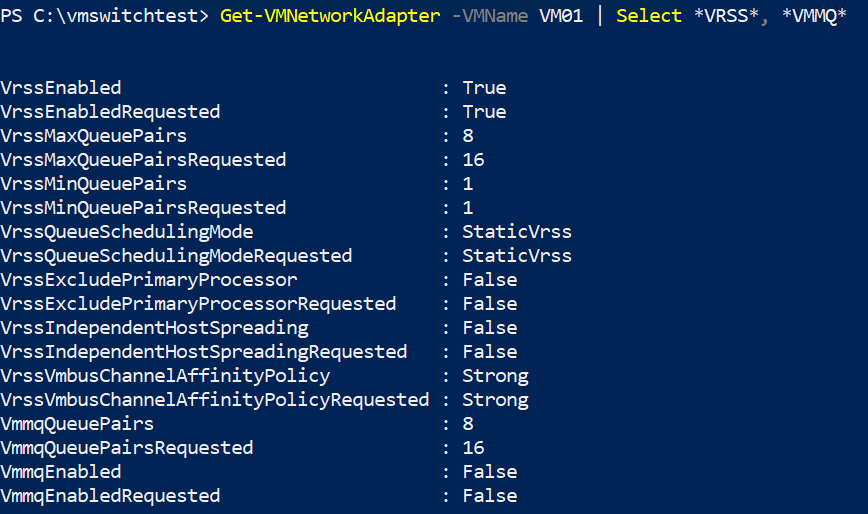 PS C:\vmswitchtest> Get-VMNetworkAdapter -VMName VM01 | Select *VRSS*, *VMMQ*
VrssEnabled : True
VrssEnabledRequested : True
VrssMaxQueuePairs : 8
VrssMaxQueuePairsRequested : 16
VrssMinQueuePairs : 1
VrssMinQueuePairsRequested : 1
VrssQueueSchedulingMode : StaticVrss
VrssQueueSchedulingModeRequested : StaticVrss
VrssExcludePrimaryProcessor : False
VrssExcludePrimaryProcessorRequested : False
VrssIndependentHostSpreading : False
VrssIndependentHostSpreadingRequested : False
VrssVmbusChannelAffinityPolicy : Strong
VrssVmbusChannelAffinityPolicyRequested : Strong
VmmqQueuePairs : 8
VmmqQueuePairsRequested : 16
VmmqEnabled : False
VmmqEnabledRequested : False